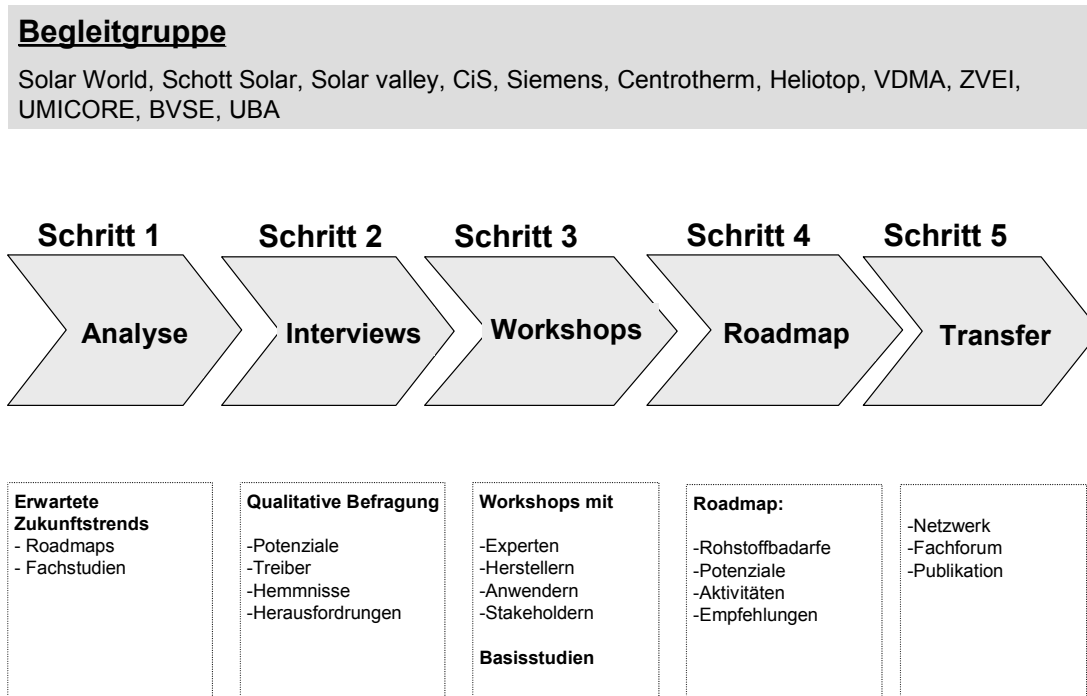 Begleitgruppe
Solar World, Schott Solar, Solar valley, CiS, Siemens, Centrotherm, Heliotop, VDMA, ZVEI,
UMICORE, BVSE, UBA
Schritt 1
Schritt 2
Schritt 3
Schritt 4
Schritt 5
Analyse
Interviews
Workshops
Roadmap
Transfer
Erwartete
Zukunftstrends
- Roadmaps
- Fachstudien
Qualitative Befragung
-Potenziale
-Treiber
-Hemmnisse
-Herausfordrungen
Workshops mit
-Experten
-Herstellern
-Anwendern
-Stakeholdern
Basisstudien
Roadmap:
-Rohstoffbadarfe
-Potenziale
-Aktivitäten
-Empfehlungen
-Netzwerk
-Fachforum
-Publikation